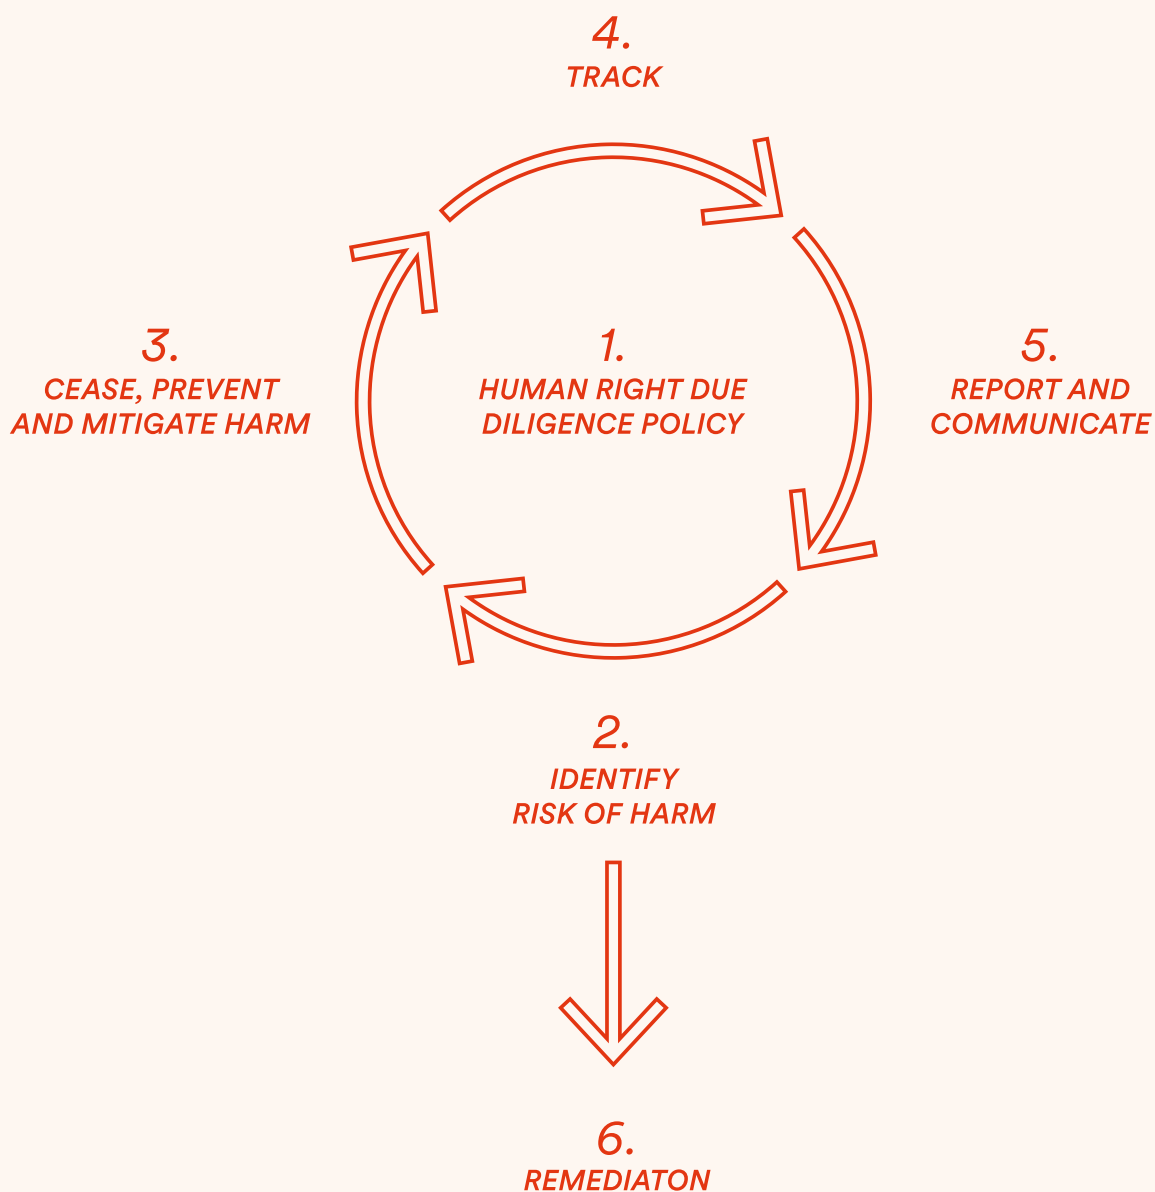 4.
TRACK
3.
CEASE, PREVENT
AND MITIGATE HARM
1.
HUMAN RIGHT DUE
DILIGENCE POLICY
5.
REPORT AND
COMMUNICATE
2.
IDENTIFY
RISK OF HARM
6.
REMEDIATON